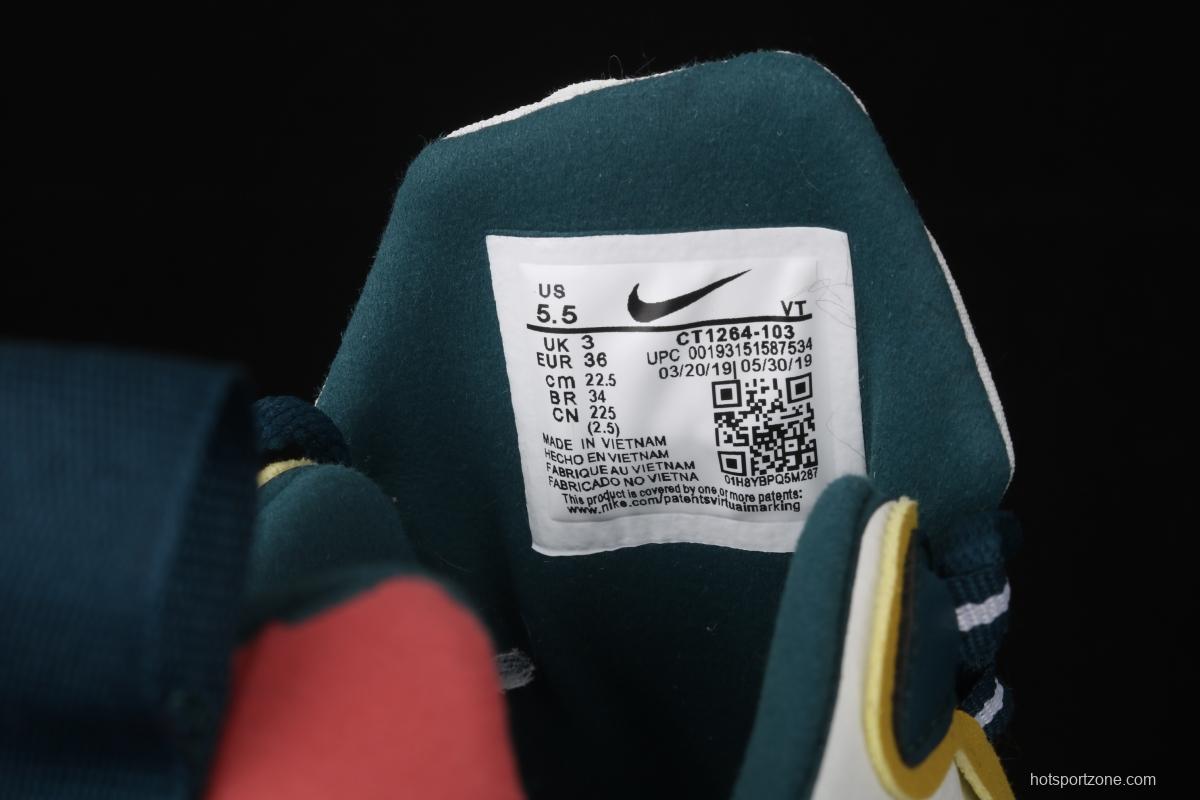 US
5.5
VT
UK 3
EUR 36
cm 22.5
BR 34
CN 225
(2.5)
CT1264-103
UPC 00193151587534
03/20/19| 05/30/19
01H8YBPQ5M287
MADE IN VIETNAM
HECHO EN VIETNAM
FABRIQUE AU VIETNAM
FABRICADO NO VIETNA
This product is covered by one or more patents:
www.nike.com/patentsvirtuaimarking
hotsportzone.com